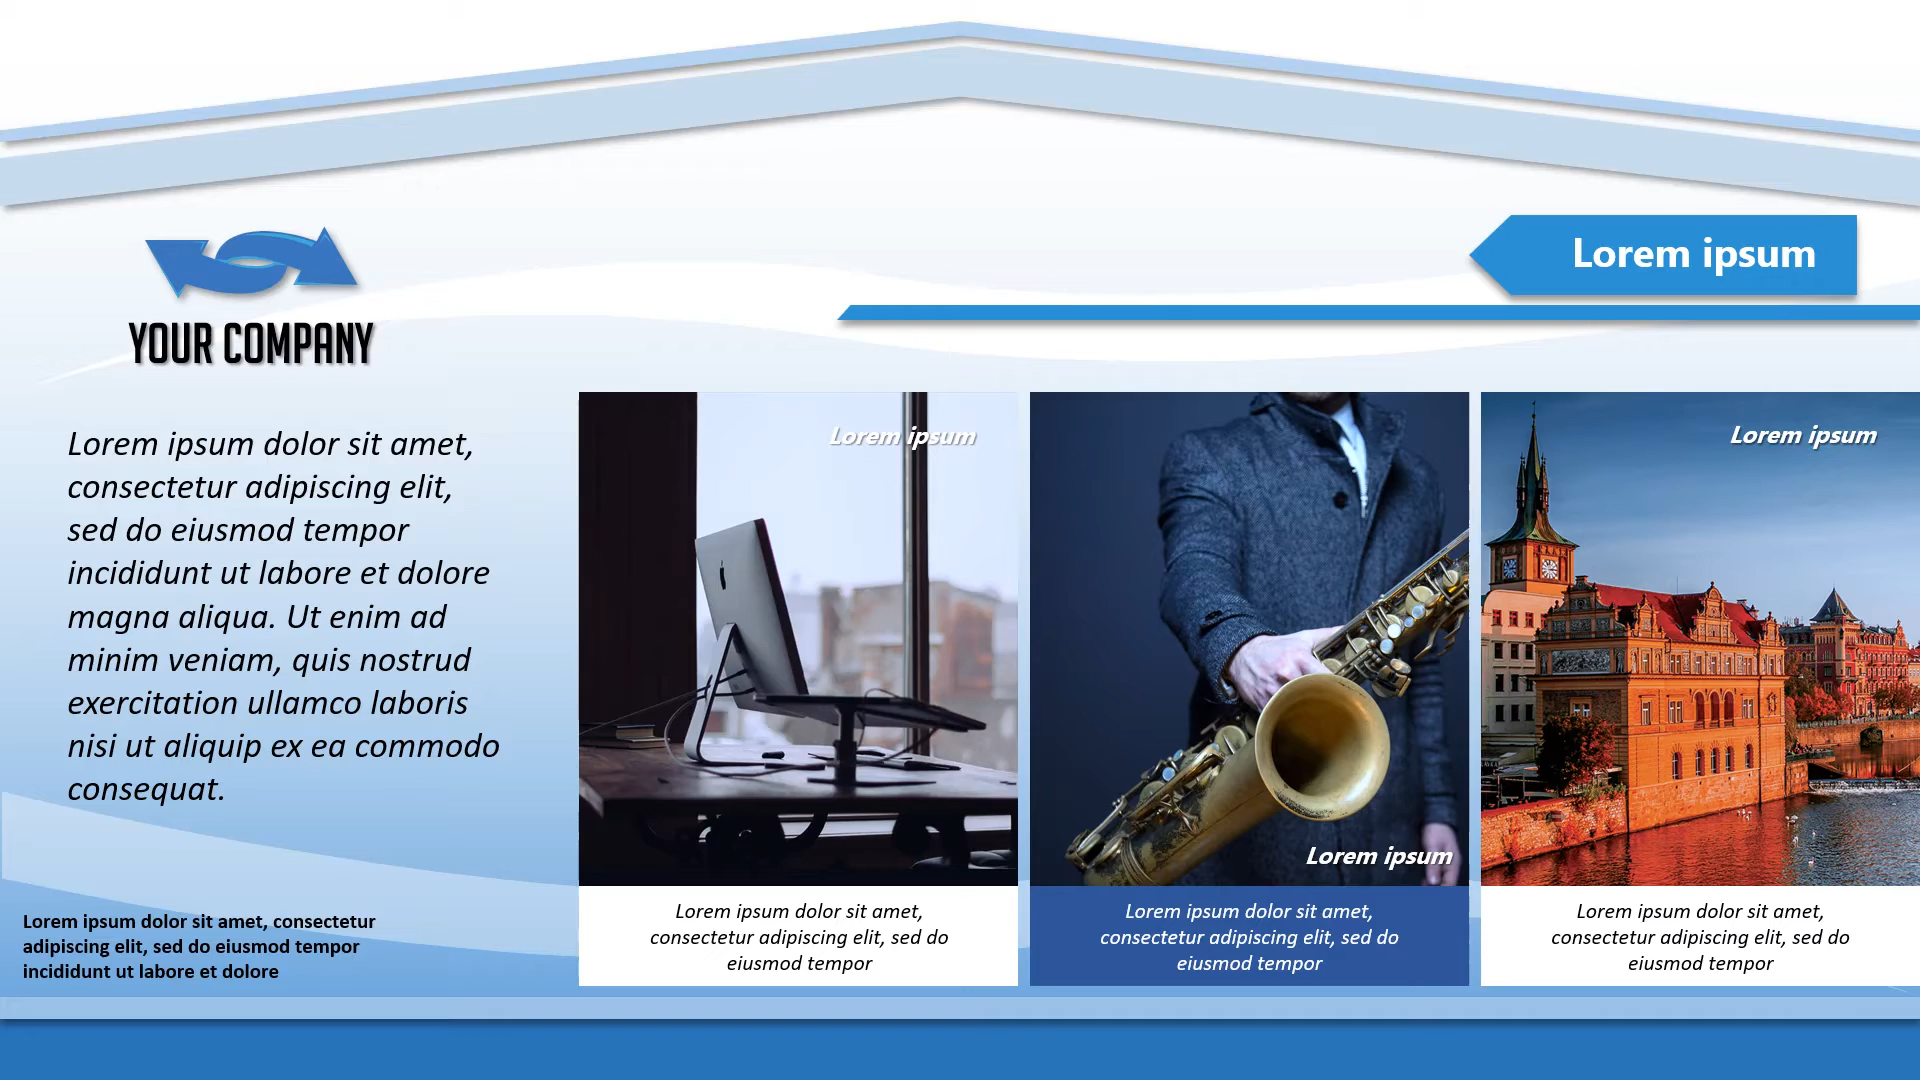 YOUR COMPANY
Lorem ipsum
Lorem ipsum dolor sit amet,
consectetur adipiscing elit,
sed do eiusmod tempor
incididunt ut labore et dolore
magna aliqua. Ut enim ad
minim veniam, quis nostrud
exercitation ullamco laboris
nisi ut aliquip ex ea commodo
consequat.
Lorem ipsum dolor sit amet, consectetur
adipiscing elit, sed do eiusmod tempor
incididunt ut labore et dolore
Lorem ipsum
Lorem ipsum dolor sit amet,
consectetur adipiscing elit, sed do
eiusmod tempor
Lorem ipsum
Lorem ipsum dolor sit amet,
consectetur adipiscing elit, sed do
eiusmod tempor
Lorem ipsum
Lorem ipsum dolor sit amet,
consectetur adipiscing elit, sed do
eiusmod tempor